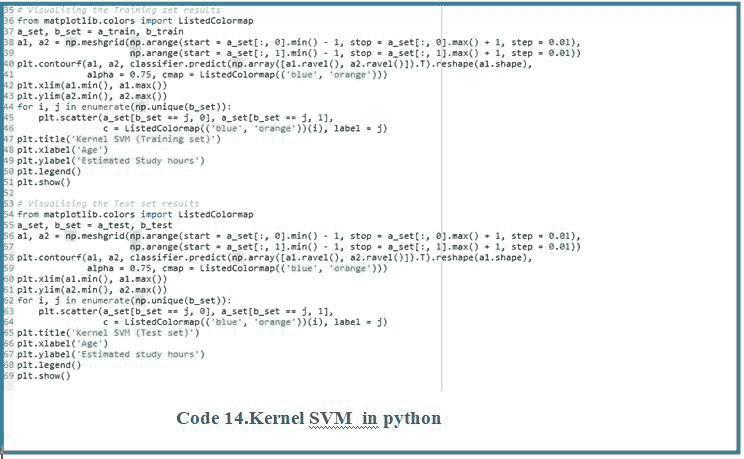 35 # Visualising the Training set results
36 from matplotlib.colors import ListedColormap
37 a_set, b_set = a_train, b_train
38 a1, a2 = np.meshgrid(np.arange(start = a_set[:, 0].min() - 1, stop = a_set[:, 0].max() + 1, step = 0.01),
39 np.arange(start = a_set[:, 1].min() - 1, stop = a_set[:, 1].max() + 1, step = 0.01))
40 plt.contourf(a1, a2, classifier.predict(np.array([a1.ravel(), a2.ravel()]).T).reshape(a1.shape),
41 alpha = 0.75, cmap = ListedColormap(('blue', 'orange')))
42 plt.xlim(a1.min(), a1.max())
43 plt.ylim(a2.min(), a2.max())
44 for i, j in enumerate(np.unique(b_set)):
45 plt.scatter(a_set[b_set == j, 0], a_set[b_set == j, 1],
46 c = ListedColormap(('blue', 'orange'))(i), label = j)
47 plt.title('Kernel SVM (Training set)')
48 plt.xlabel('Age')
49 plt.ylabel('Estimated Study hours')
50 plt.legend()
51 plt.show()
52
53 # Visualising the Test set results
54 from matplotlib.colors import ListedColormap
55 a_set, b_set = a_test, b_test
56 a1, a2 = np.meshgrid(np.arange(start = a_set[:, 0].min() - 1, stop = a_set[:, 0].max() + 1, step = 0.01),
57 np.arange(start = a_set[:, 1].min() - 1, stop = a_set[:, 1].max() + 1, step = 0.01))
58 plt.contourf(a1, a2, classifier.predict(np.array([a1.ravel(), a2.ravel()]).T).reshape(a1.shape),
59 alpha = 0.75, cmap = ListedColormap(('blue', 'orange')))
60 plt.xlim(a1.min(), a1.max())
61 plt.ylim(a2.min(), a2.max())
62 for i, j in enumerate(np.unique(b_set)):
63 plt.scatter(a_set[b_set == j, 0], a_set[b_set == j, 1],
64 c = ListedColormap(('blue', 'orange'))(i), label = j)
65 plt.title('Kernel SVM (Test set)')
66 plt.xlabel('Age')
67 plt.ylabel('Estimated study hours')
68 plt.legend()
69 plt.show()
Code 14.Kernel SVM in python